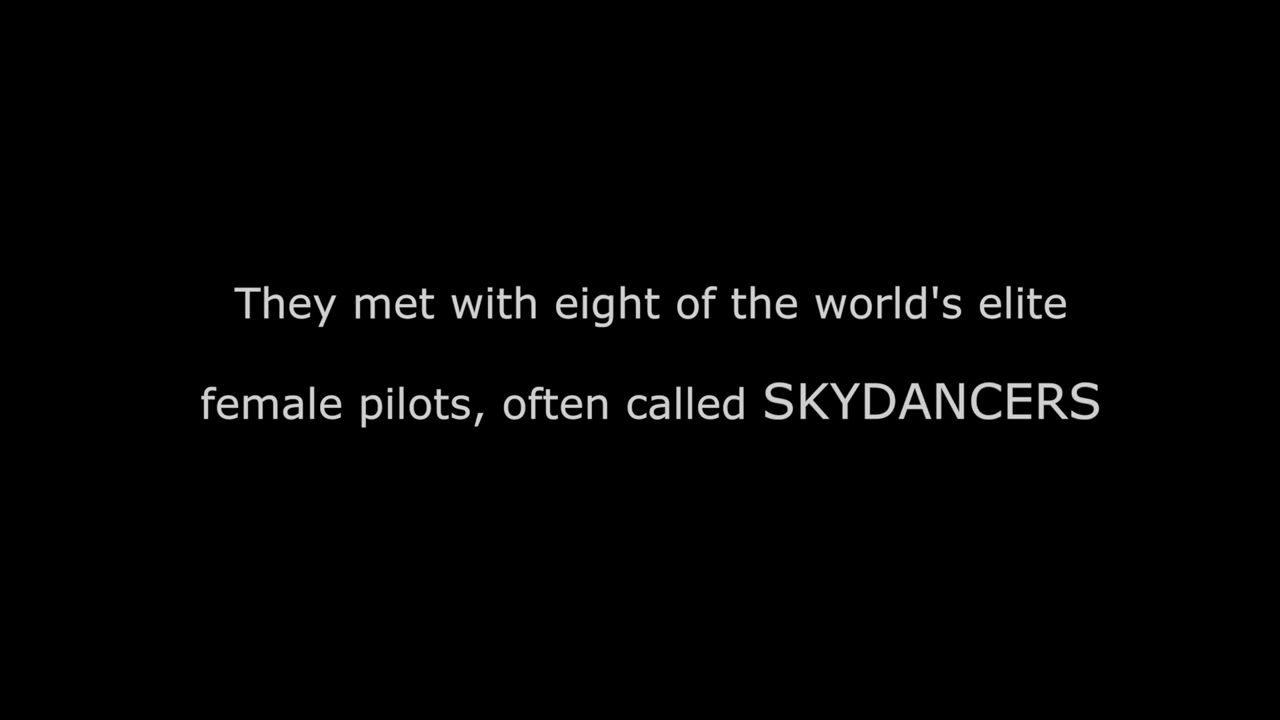 They met with eight of the world's elite
female pilots, often called SKYDANCERS